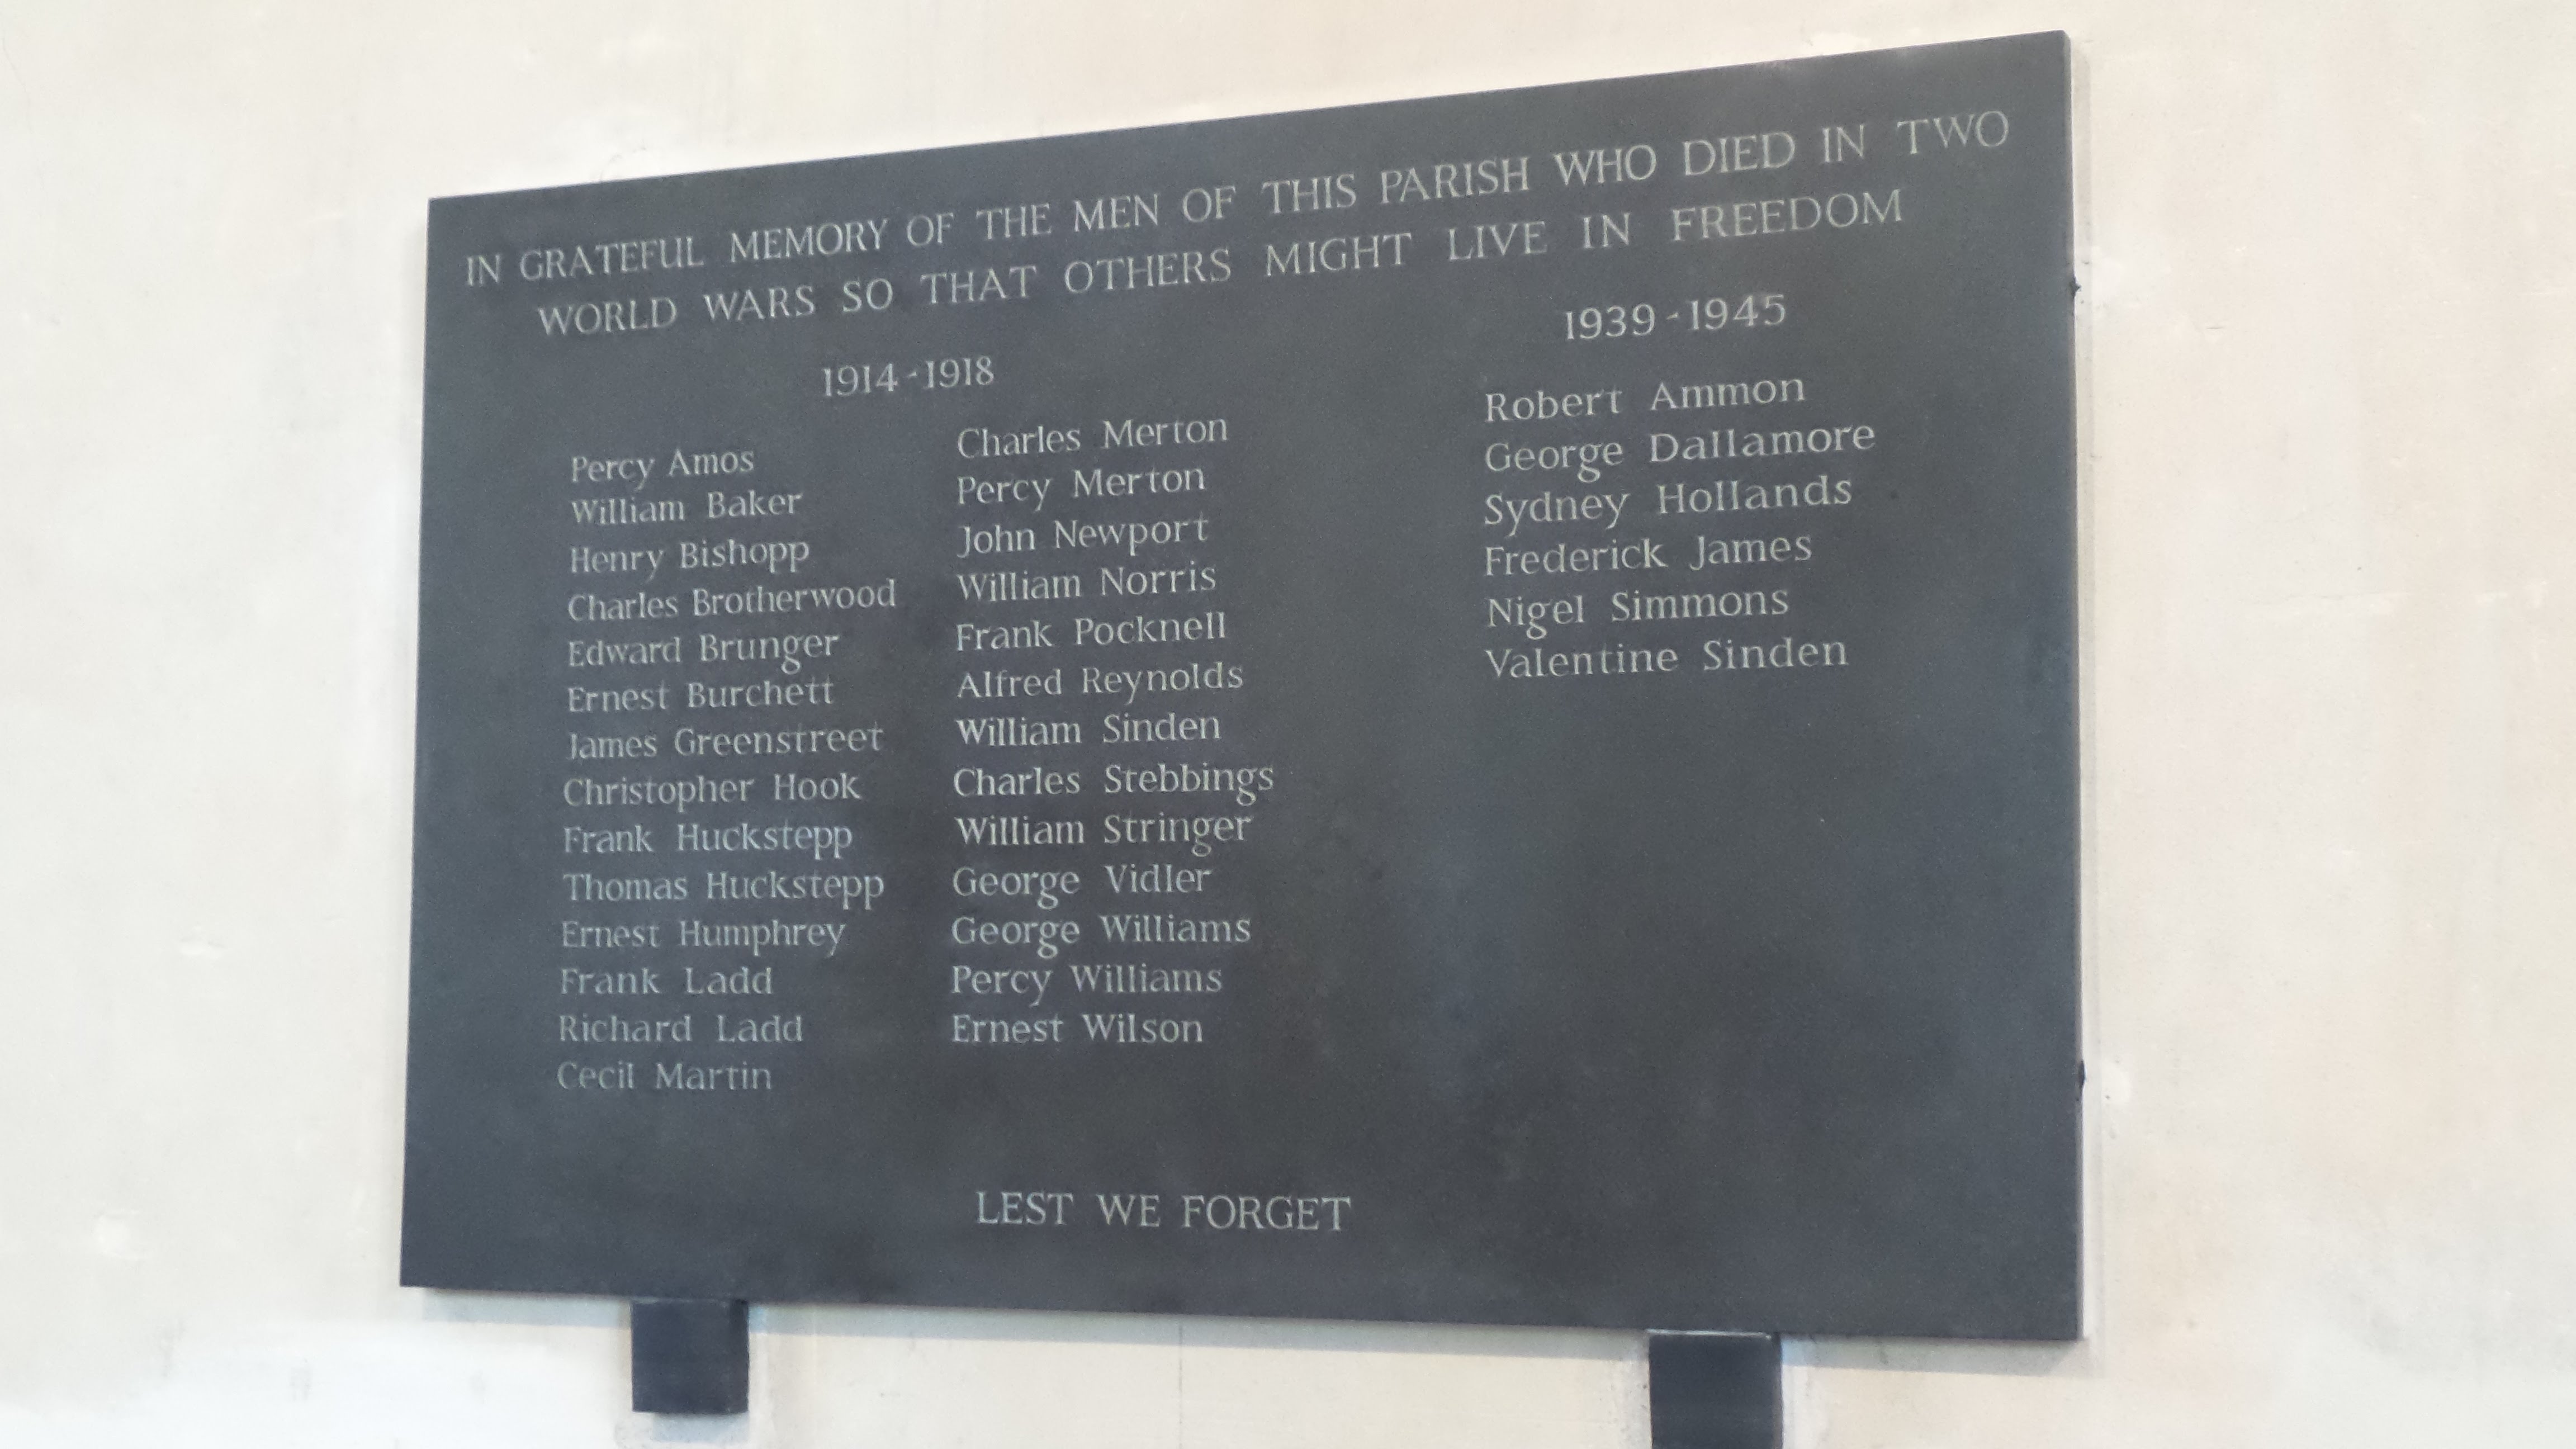 IN GRATEFUL MEMORY OF THE MEN OF THIS PARISH WHO DIED IN TWO
WORLD WARS SO THAT OTHERS MIGHT LIVE IN FREEDOM
1914-1918
Percy Amos
William Baker
Henry Bishopp
Charles Brotherwood
Edward Brunger
Ernest Burchett
James Greenstreet
Christopher Hook
Frank Huckstepp
Thomas Huckstepp
Ernest Humphrey
Frank Ladd
Richard Ladd
Cecil Martin
Charles Merton
Percy Merton
John Newport
William Norris
Frank Pocknell
Alfred Reynolds
William Sinden
Charles Stebbings
William Stringer
George Vidler
George Williams
Percy Williams
Ernest Wilson
1939-1945
Robert Ammon
George Dallamore
Sydney Hollands
Frederick James
Nigel Simmons
Valentine Sinden
LEST WE FORGET